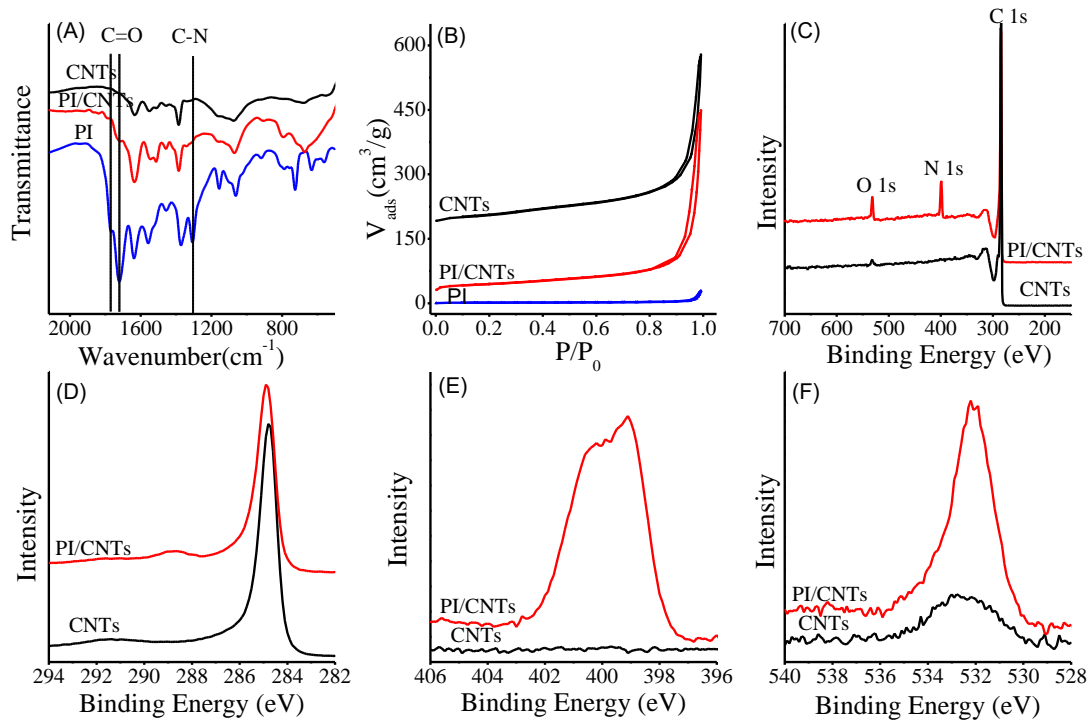 (A)
C=O
C-N
CNTs
PI/CNTs
PI
Transmittance
2000
1600
1200
800
Wavenumber(cm⁻¹)
(B)
600
450
300
150
0
V_ads(cm³/g)
CNTs
PI/CNTs
PI
0.0 0.2 0.4 0.6 0.8 1.0
P/P₀
(C)
C 1s
O 1s
N 1s
PI/CNTs
CNTs
Intensity
700 600 500 400 300 200
Binding Energy (eV)
(D)
PI/CNTs
CNTs
Intensity
294 292 290 288 286 284 282
Binding Energy (eV)
(E)
PI/CNTs
CNTs
Intensity
406 404 402 400 398 396
Binding Energy (eV)
(F)
PI/CNTs
CNTs
Intensity
540 538 536 534 532 530 528
Binding Energy (eV)